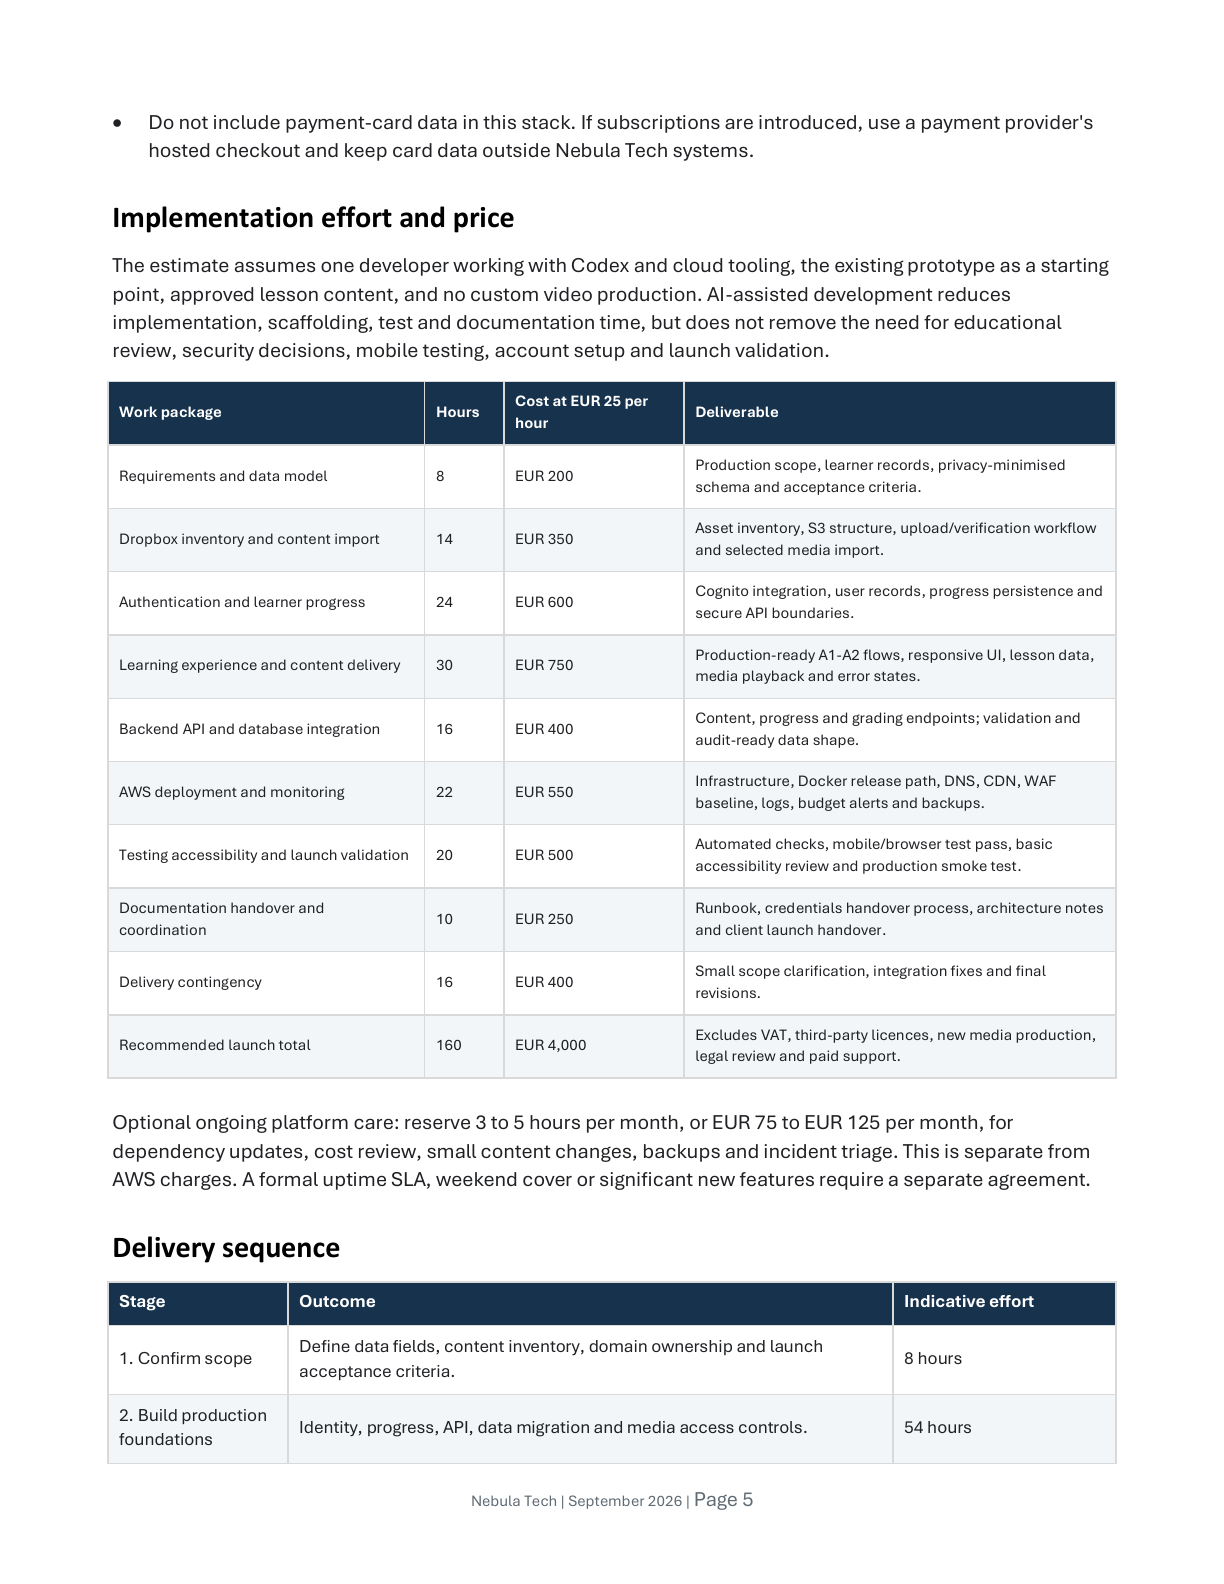 • Do not include payment-card data in this stack. If subscriptions are introduced, use a payment provider's
hosted checkout and keep card data outside Nebula Tech systems.
Implementation effort and price
The estimate assumes one developer working with Codex and cloud tooling, the existing prototype as a starting
point, approved lesson content, and no custom video production. AI-assisted development reduces
implementation, scaffolding, test and documentation time, but does not remove the need for educational
review, security decisions, mobile testing, account setup and launch validation.
Work package Hours Cost at EUR 25 per
hour Deliverable
Requirements and data model 8 EUR 200 Production scope, learner records, privacy-minimised
schema and acceptance criteria.
Dropbox inventory and content import 14 EUR 350 Asset inventory, S3 structure, upload/verification workflow
and selected media import.
Authentication and learner progress 24 EUR 600 Cognito integration, user records, progress persistence and
secure API boundaries.
Learning experience and content delivery 30 EUR 750 Production-ready A1-A2 flows, responsive UI, lesson data,
media playback and error states.
Backend API and database integration 16 EUR 400 Content, progress and grading endpoints; validation and
audit-ready data shape.
AWS deployment and monitoring 22 EUR 550 Infrastructure, Docker release path, DNS, CDN, WAF
baseline, logs, budget alerts and backups.
Testing accessibility and launch validation 20 EUR 500 Automated checks, mobile/browser test pass, basic
accessibility review and production smoke test.
Documentation handover and
coordination 10 EUR 250 Runbook, credentials handover process, architecture notes
and client launch handover.
Delivery contingency 16 EUR 400 Small scope clarification, integration fixes and final
revisions.
Recommended launch total 160 EUR 4,000 Excludes VAT, third-party licences, new media production,
legal review and paid support.
Optional ongoing platform care: reserve 3 to 5 hours per month, or EUR 75 to EUR 125 per month, for
dependency updates, cost review, small content changes, backups and incident triage. This is separate from
AWS charges. A formal uptime SLA, weekend cover or significant new features require a separate agreement.
Delivery sequence
Stage Outcome Indicative effort
1. Confirm scope Define data fields, content inventory, domain ownership and launch
acceptance criteria. 8 hours
2. Build production
foundations Identity, progress, API, data migration and media access controls. 54 hours
Nebula Tech | September 2026 | Page 5